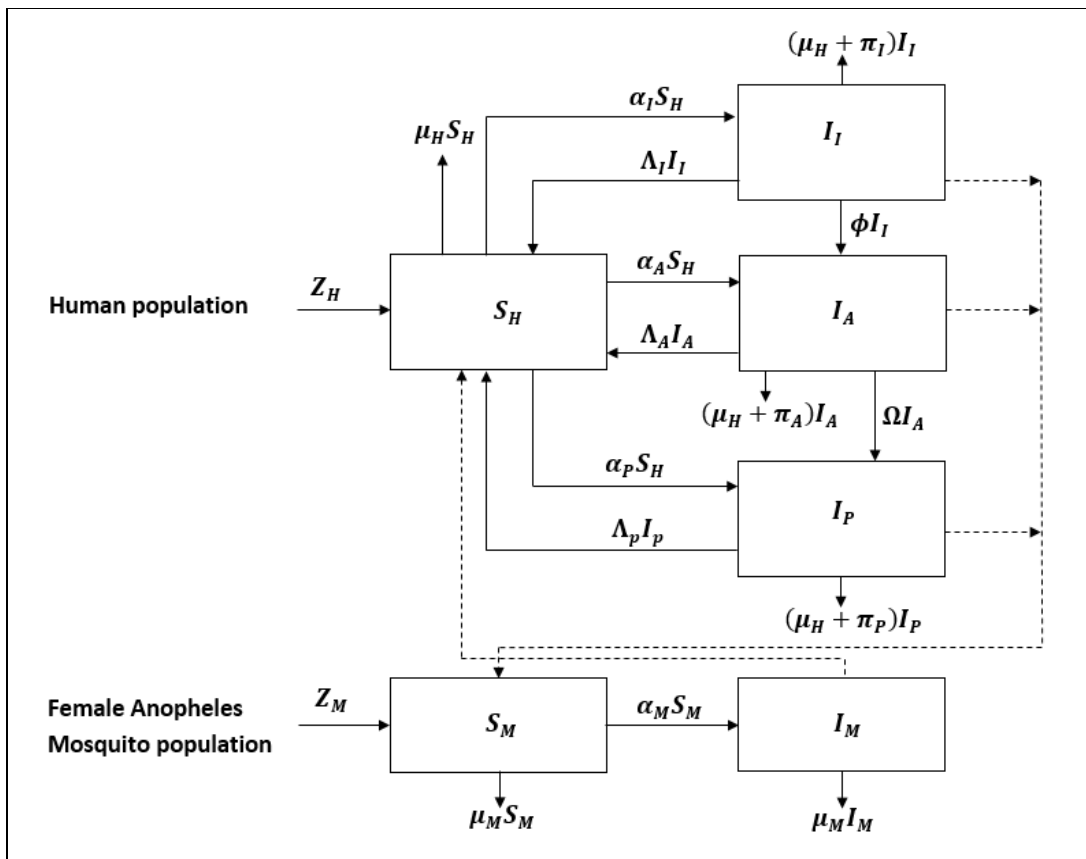 (μ_H + π_I)I_I
α_I S_H
I_I
μ_H S_H
Λ_I I_I
ϕI_I
Human population
Z_H
S_H
α_A S_H
I_A
Λ_A I_A
(μ_H + π_A)I_A
ΩI_A
α_P S_H
I_P
Λ_p I_p
(μ_H + π_P)I_P
Female Anopheles
Mosquito population
Z_M
S_M
α_M S_M
I_M
μ_M S_M
μ_M I_M